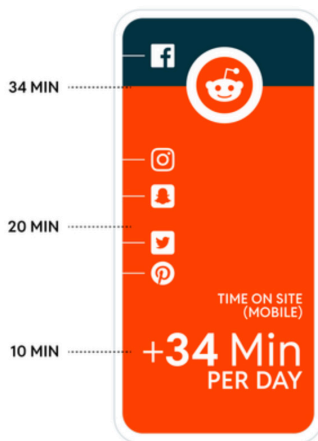 34 MIN
20 MIN
TIME ON SITE
(MOBILE)
10 MIN
+34 Min
PER DAY